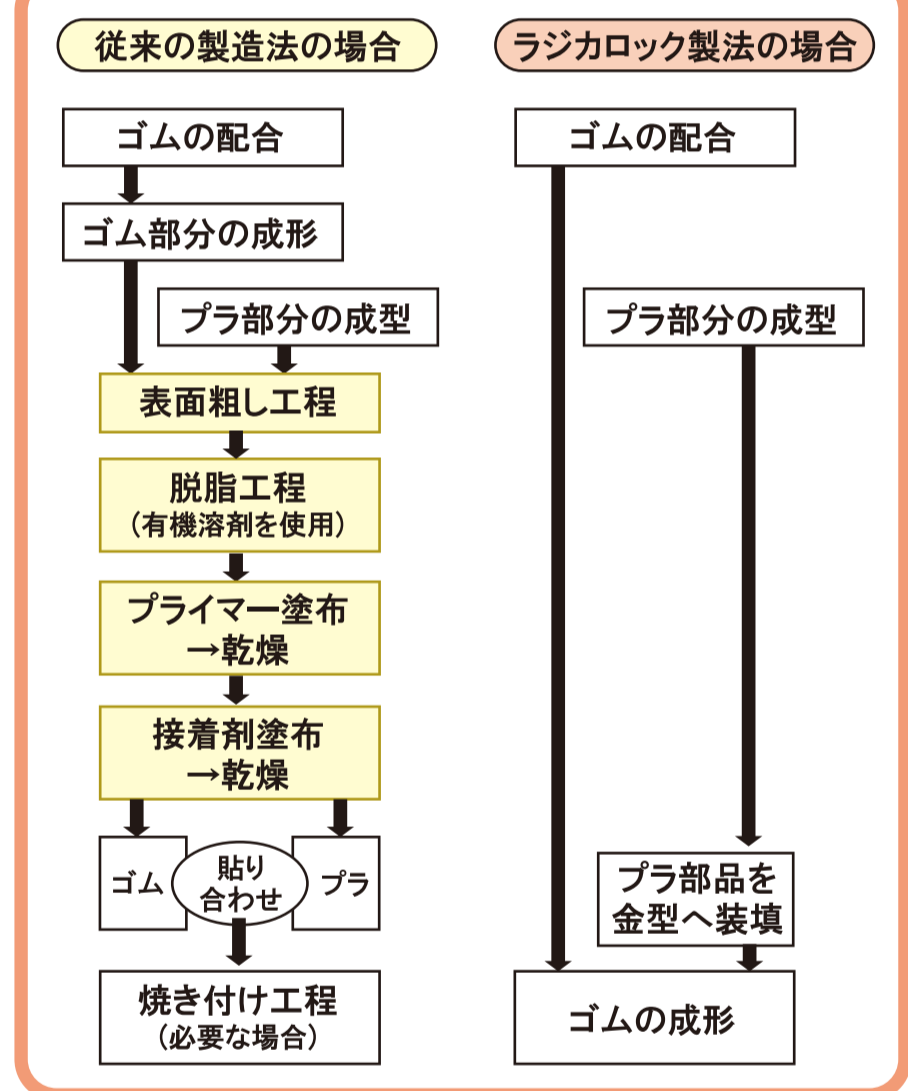 従来の製造法の場合
ゴムの配合
ゴム部分の成形
プラ部分の成型
表面粗し工程
脱脂工程
(有機溶剤を使用)
プライマー塗布
→乾燥
接着剤塗布
→乾燥
ゴム
貼り
合わせ
プラ
焼き付け工程
(必要な場合)
ラジカロック製法の場合
ゴムの配合
プラ部分の成型
プラ部品を
金型へ装填
ゴムの成形